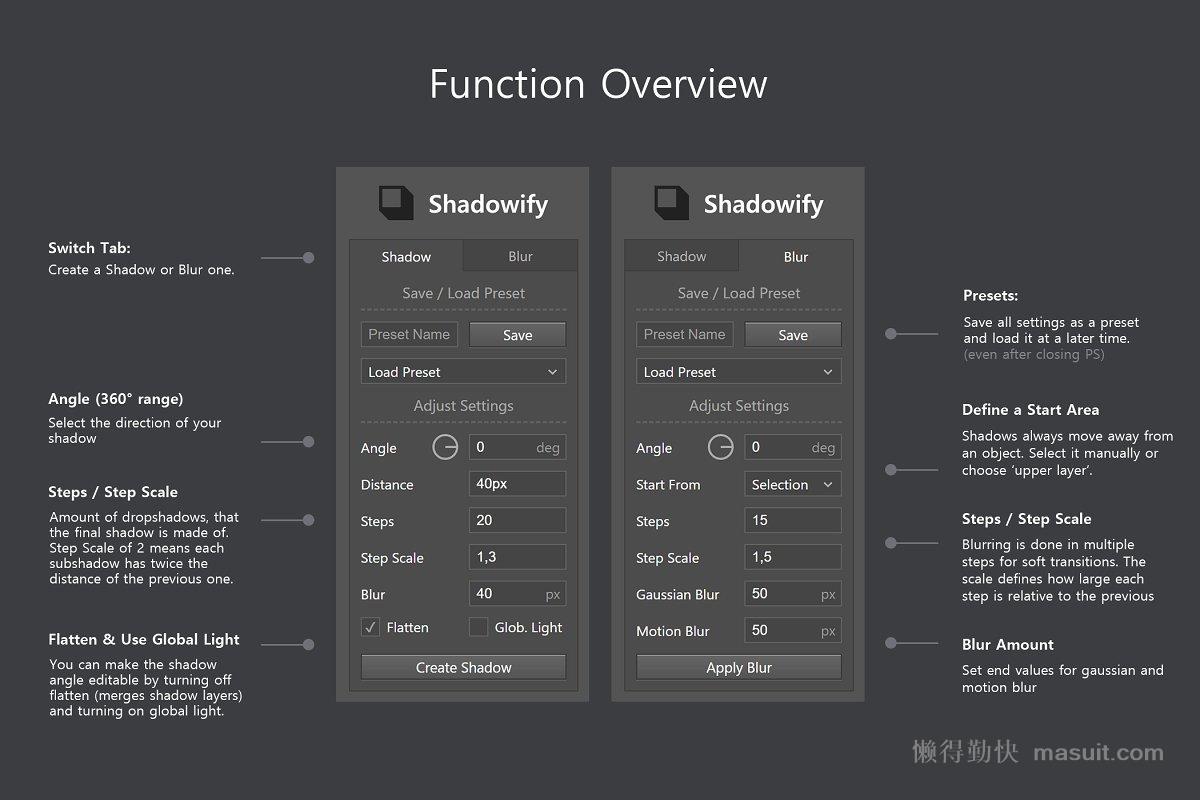 Function Overview
Switch Tab:
Create a Shadow or Blur one.
Angle (360° range)
Select the direction of your
shadow
Steps / Step Scale
Amount of dropshadows, that
the final shadow is made of.
Step Scale of 2 means each
subshadow has twice the
distance of the previous one.
Flatten & Use Global Light
You can make the shadow
angle editable by turning off
flatten (merges shadow layers)
and turning on global light.
Shadowify
Shadow Blur
Save / Load Preset
Preset Name Save
Load Preset
Adjust Settings
Angle 0 deg
Distance 40px
Steps 20
Step Scale 1,3
Blur 40 px
Flatten Glob. Light
Create Shadow
Shadowify
Shadow Blur
Save / Load Preset
Preset Name Save
Load Preset
Adjust Settings
Angle 0 deg
Start From Selection
Steps 15
Step Scale 1,5
Gaussian Blur 50 px
Motion Blur 50 px
Apply Blur
Presets:
Save all settings as a preset
and load it at a later time.
(even after closing PS)
Define a Start Area
Shadows always move away from
an object. Select it manually or
choose ‘upper layer’.
Steps / Step Scale
Blurring is done in multiple
steps for soft transitions. The
scale defines how large each
step is relative to the previous
Blur Amount
Set end values for gaussian and
motion blur
懒得勤快 masuit.com